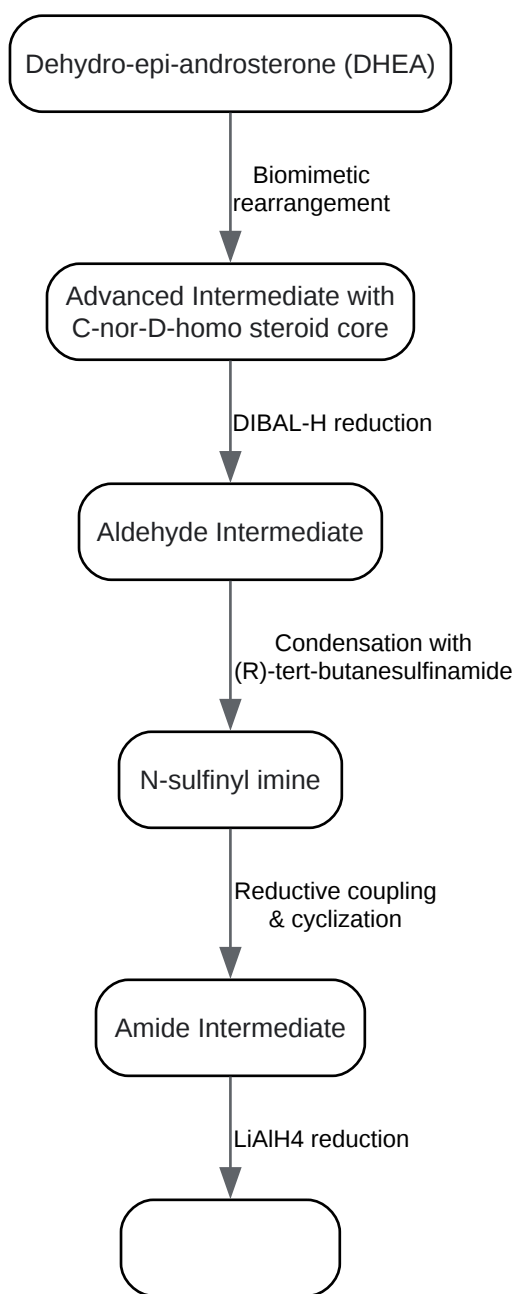 Dehydro-epi-androsterone (DHEA)
Biomimetic
rearrangement
Advanced Intermediate with
C-nor-D-homo steroid core
DIBAL-H reduction
Aldehyde Intermediate
Condensation with
(R)-tert-butanesulfinamide
N-sulfinyl imine
Reductive coupling
& cyclization
Amide Intermediate
LiAlH4 reduction